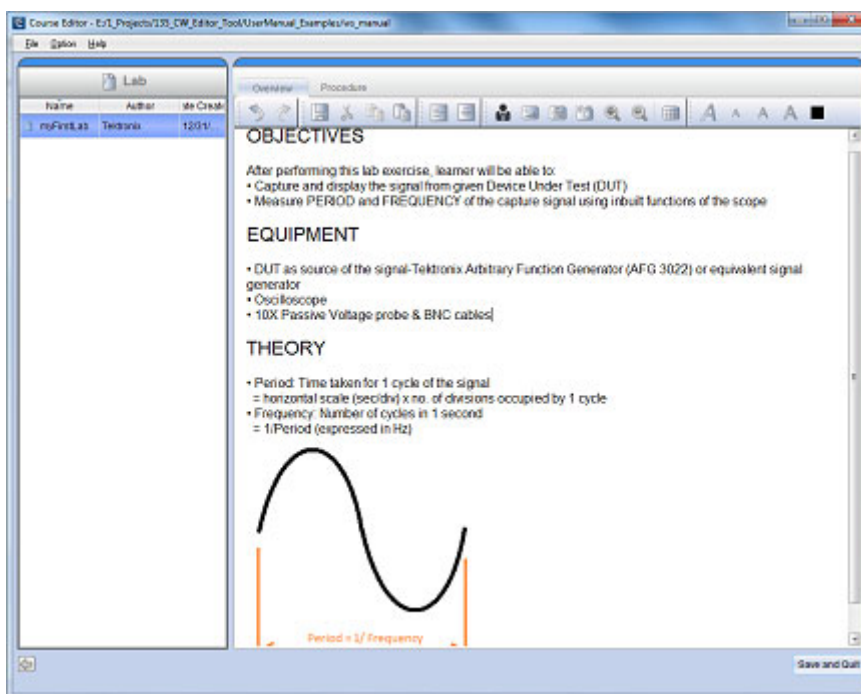 Course Editor - E:/1_Projects/133_CW_Editor_Tool/UserManual_Examples/ws_manual
File Option Help
Lab
Overview Procedure
Name Author ate Create
1 myFirstLab Tektronix 12/31/
OBJECTIVES
After performing this lab exercise, learner will be able to:
• Capture and display the signal from given Device Under Test (DUT)
• Measure PERIOD and FREQUENCY of the capture signal using inbuilt functions of the scope
EQUIPMENT
• DUT as source of the signal-Tektronix Arbitrary Function Generator (AFG 3022) or equivalent signal
generator
• Oscilloscope
• 10X Passive Voltage probe & BNC cables
THEORY
• Period: Time taken for 1 cycle of the signal
= horizontal scale (sec/div) x no. of divisions occupied by 1 cycle
• Frequency: Number of cycles in 1 second
= 1/Period (expressed in Hz)
Period = 1/ Frequency
Save and Quit